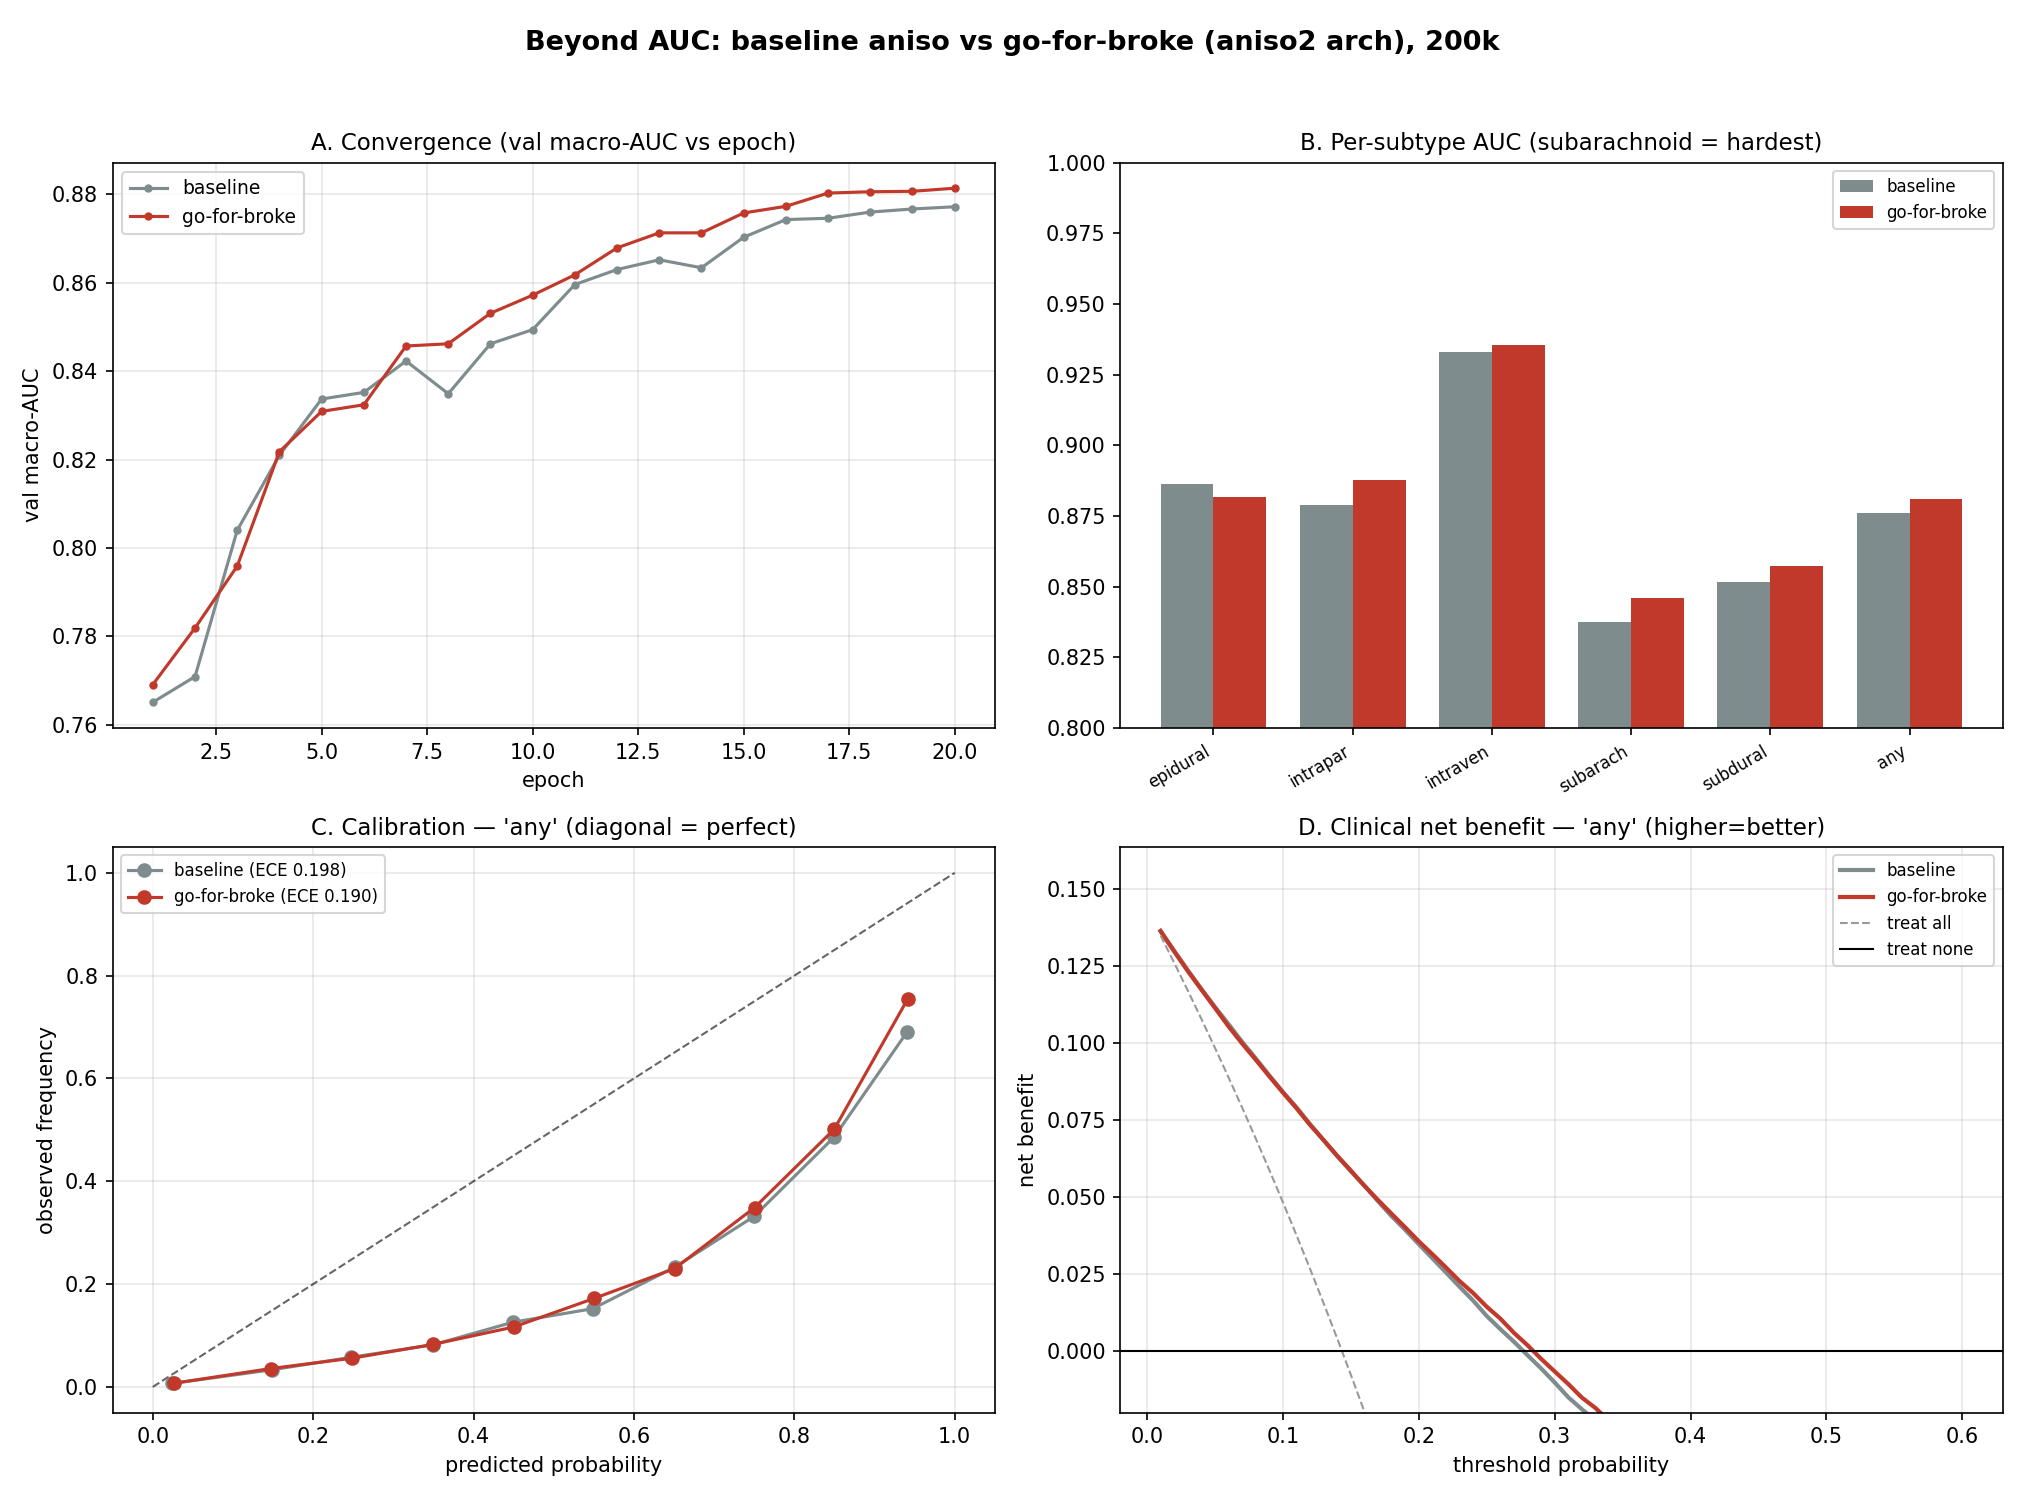 Beyond AUC: baseline aniso vs go-for-broke (aniso2 arch), 200k
A. Convergence (val macro-AUC vs epoch)
baseline
go-for-broke
val macro-AUC
0.88
0.86
0.84
0.82
0.80
0.78
0.76
2.5 5.0 7.5 10.0 12.5 15.0 17.5 20.0
epoch
B. Per-subtype AUC (subarachnoid = hardest)
baseline
go-for-broke
1.000
0.975
0.950
0.925
0.900
0.875
0.850
0.825
0.800
epidural intrapar intraven subarach subdural any
C. Calibration — 'any' (diagonal = perfect)
baseline (ECE 0.198)
go-for-broke (ECE 0.190)
observed frequency
1.0
0.8
0.6
0.4
0.2
0.0
0.0 0.2 0.4 0.6 0.8 1.0
predicted probability
D. Clinical net benefit — 'any' (higher=better)
baseline
go-for-broke
treat all
treat none
net benefit
0.150
0.125
0.100
0.075
0.050
0.025
0.000
0.0 0.1 0.2 0.3 0.4 0.5 0.6
threshold probability